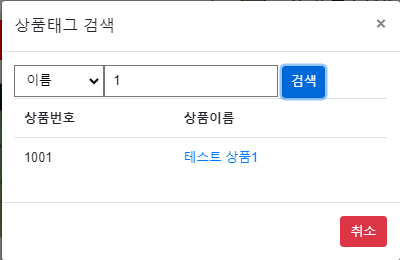 상품태그 검색 ×
이름 1 검색
상품번호 상품이름
1001 테스트 상품1
취소